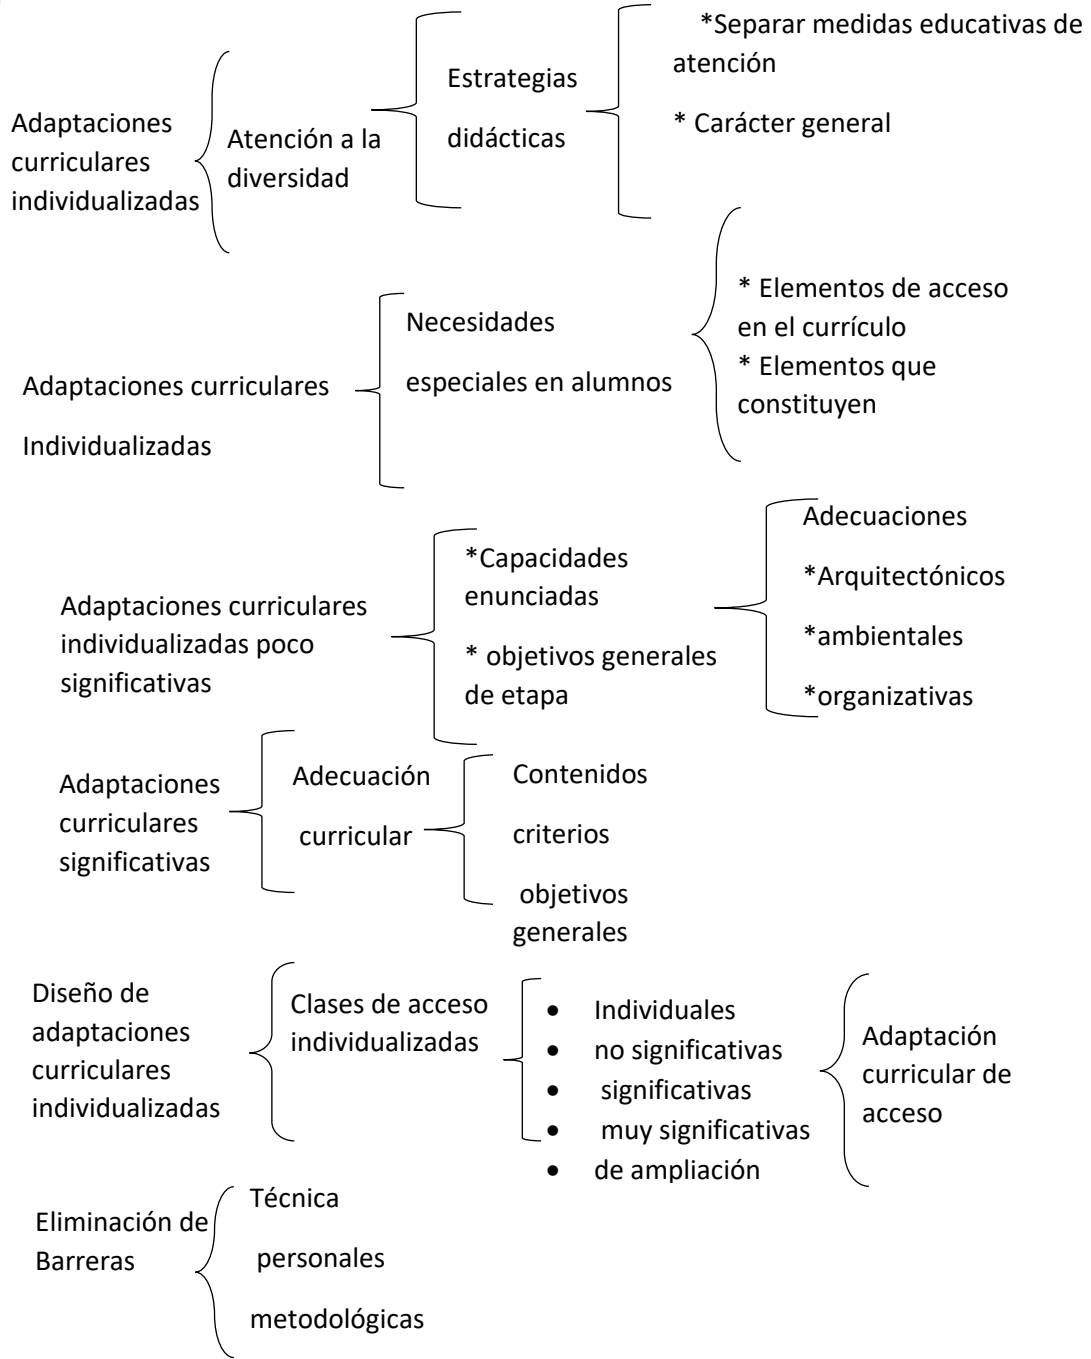 Adaptaciones
curriculares
individualizadas
Atención a la
diversidad
Estrategias
didácticas
*Separar medidas educativas de
atención
* Carácter general
Adaptaciones curriculares
Individualizadas
Necesidades
especiales en alumnos
* Elementos de acceso
en el currículo
* Elementos que
constituyen
Adaptaciones curriculares
individualizadas poco
significativas
*Capacidades
enunciadas
* objetivos generales
de etapa
Adecuaciones
*Arquitectónicos
*ambientales
*organizativas
Adaptaciones
curriculares
significativas
Adecuación
curricular
Contenidos
criterios
objetivos
generales
Diseño de
adaptaciones
curriculares
individualizadas
Clases de acceso
individualizadas
• Individuales
• no significativas
• significativas
• muy significativas
• de ampliación
Adaptación
curricular de
acceso
Eliminación de
Barreras
Técnica
personales
metodológicas